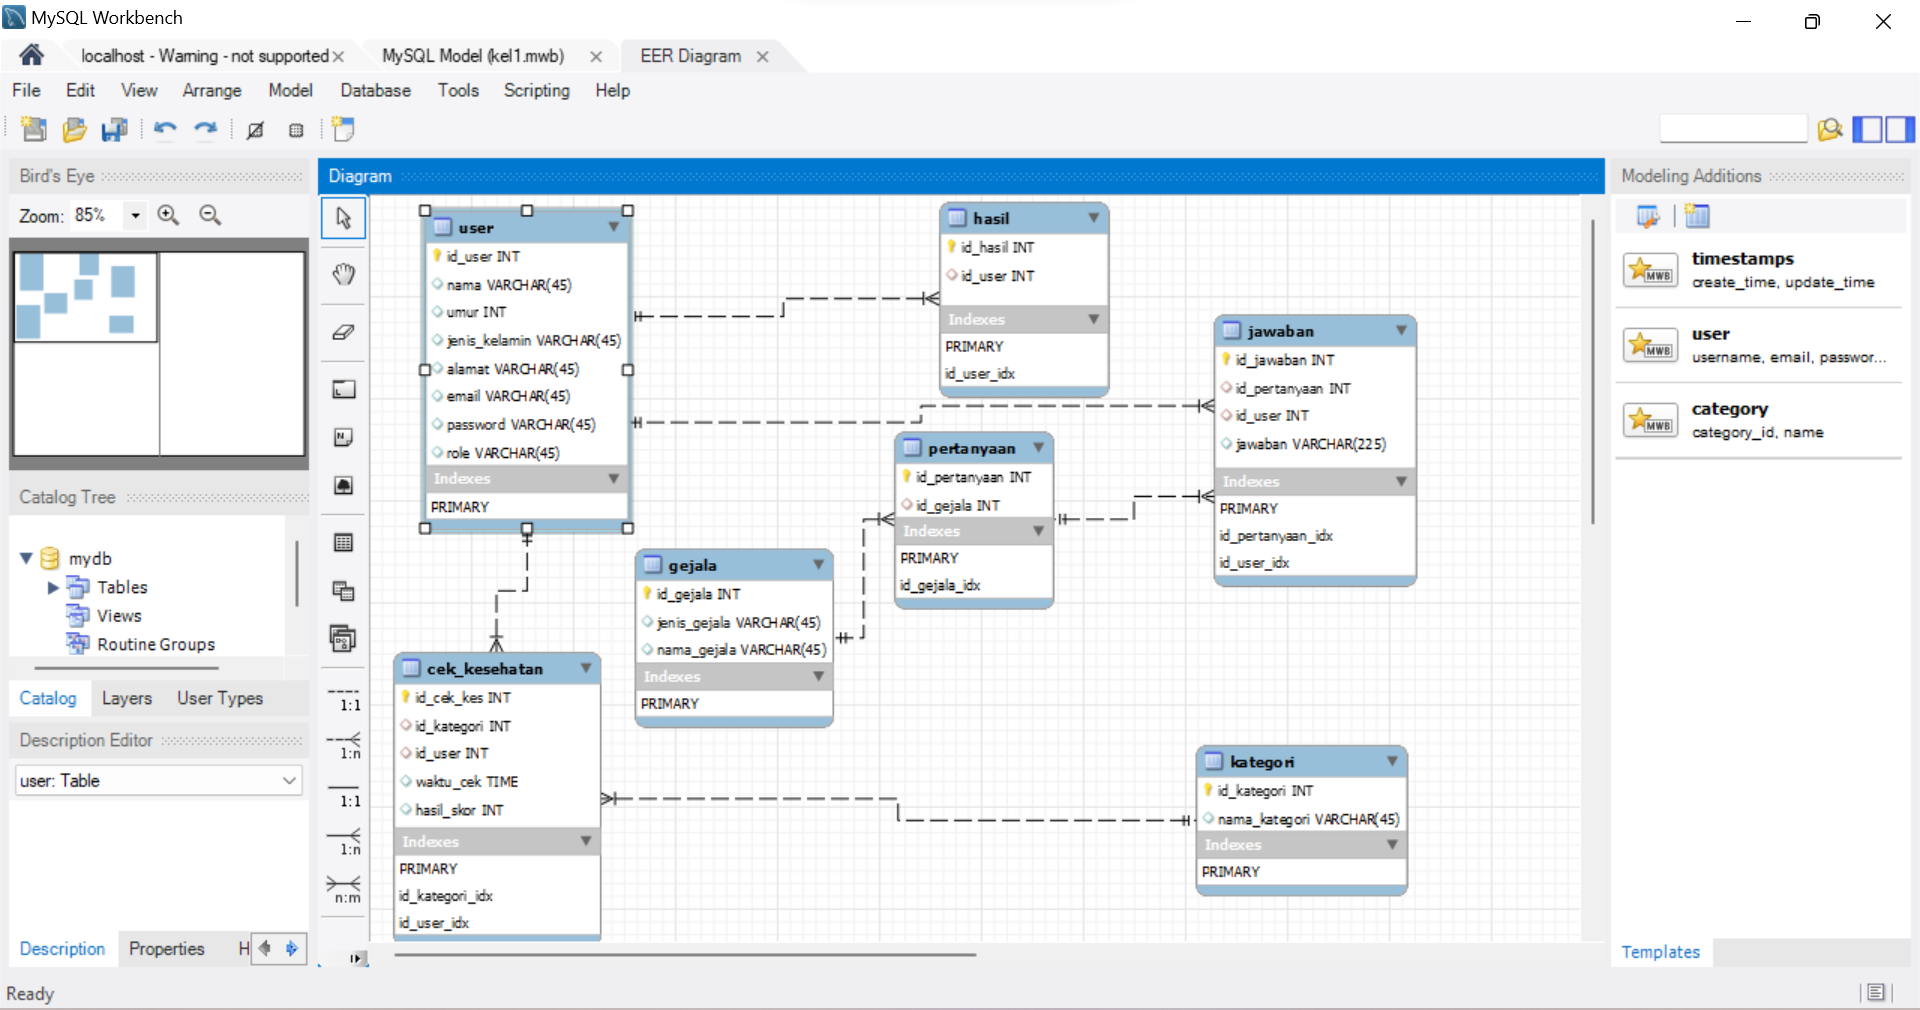 MySQL Workbench
localhost - Warning - not supported
MySQL Model (kel1.mwb)
EER Diagram
File Edit View Arrange Model Database Tools Scripting Help
Bird's Eye
Zoom: 85%
Catalog Tree
mydb
Tables
Views
Routine Groups
Catalog Layers User Types
Description Editor
user: Table
Description Properties H
Ready
Diagram
N
1:1
1:n
1:1
1:n
n:m
user
id_user INT
nama VARCHAR(45)
umur INT
jenis_kelamin VARCHAR(45)
alamat VARCHAR(45)
email VARCHAR(45)
password VARCHAR(45)
role VARCHAR(45)
Indexes
PRIMARY
hasil
id_hasil INT
id_user INT
Indexes
PRIMARY
id_user_idx
jawaban
id_jawaban INT
id_pertanyaan INT
id_user INT
jawaban VARCHAR(225)
Indexes
PRIMARY
id_pertanyaan_idx
id_user_idx
pertanyaan
id_pertanyaan INT
id_gejala INT
Indexes
PRIMARY
id_gejala_idx
gejala
id_gejala INT
jenis_gejala VARCHAR(45)
nama_gejala VARCHAR(45)
Indexes
PRIMARY
cek_kesehatan
id_cek_kes INT
id_kategori INT
id_user INT
waktu_cek TIME
hasil_skor INT
Indexes
PRIMARY
id_kategori_idx
id_user_idx
kategori
id_kategori INT
nama_kategori VARCHAR(45)
Indexes
PRIMARY
Modeling Additions
MWB
timestamps
create_time, update_time
MWB
user
username, email, passwor...
MWB
category
category_id, name
Templates